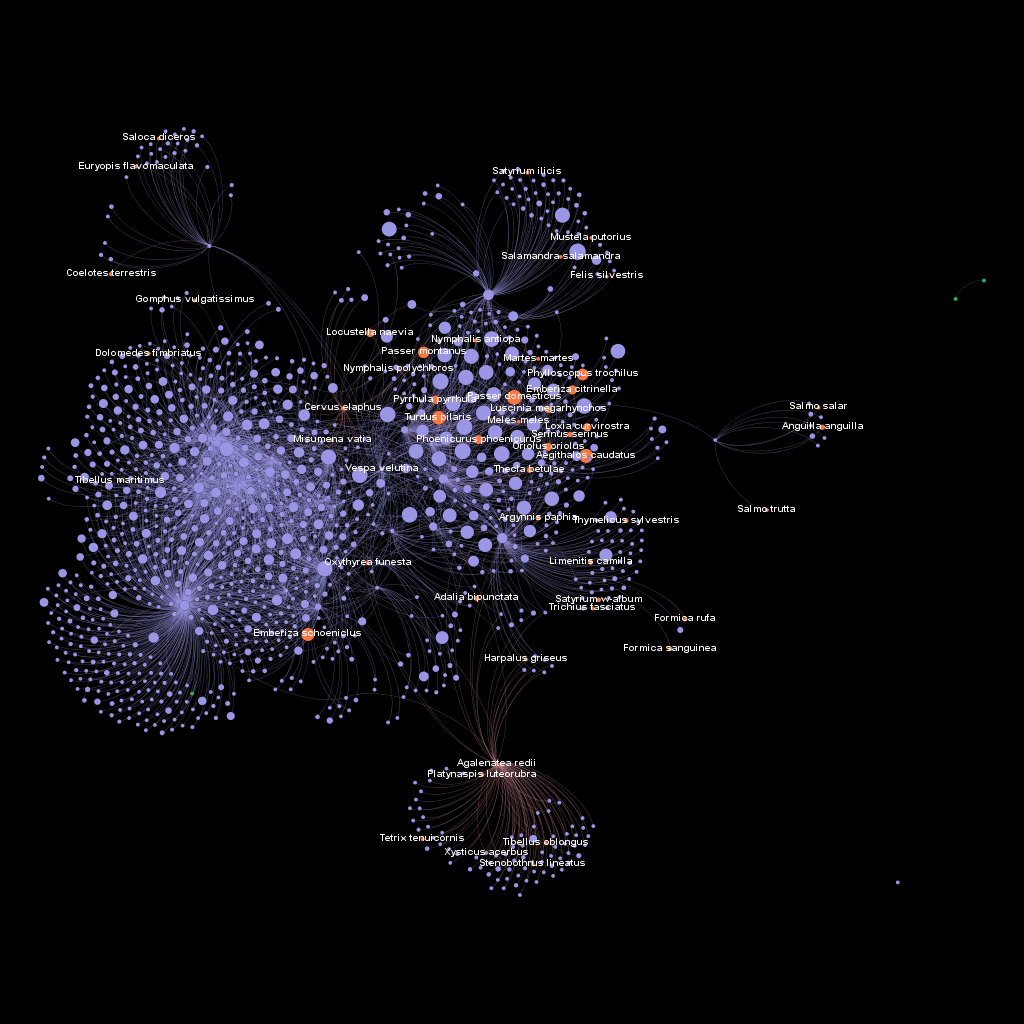 Saloca diceros
Euryopis flavomaculata
Satyrium ilicis
Mustela putorius
Salamandra salamandra
Coelotes terrestris
Felis silvestris
Gomphus vulgatissimus
Locustella naevia
Nymphalis antiopa
Dolomedes fimbriatus
Passer montanus
Martes martes
Nymphalis polychloros
Phylloscopus trochilus
Emberiza citrinella
Pyrrhula pyrrhula
Passer domesticus
Cervus elaphus
Luscinia megarhynchos
Salmo salar
Turdus pilaris
Meles meles
Loxia curvirostra
Anguilla anguilla
Serinus serinus
Misumena vatia
Phoenicurus phoenicurus
Oriolus oriolus
Aegithalos caudatus
Vespa velutina
Thecla betulae
Tibellus maritimus
Salmo trutta
Argynnis paphia
Thymelicus sylvestris
Oxythyrea funesta
Limenitis camilla
Adalia bipunctata
Satyrium w-album
Trichius fasciatus
Formica rufa
Emberiza schoeniclus
Formica sanguinea
Harpalus griseus
Agalenatea redii
Platynaspis luteorubra
Tetrix tenuicornis
Tibellus oblongus
Xysticus acerbus
Stenobothrus lineatus